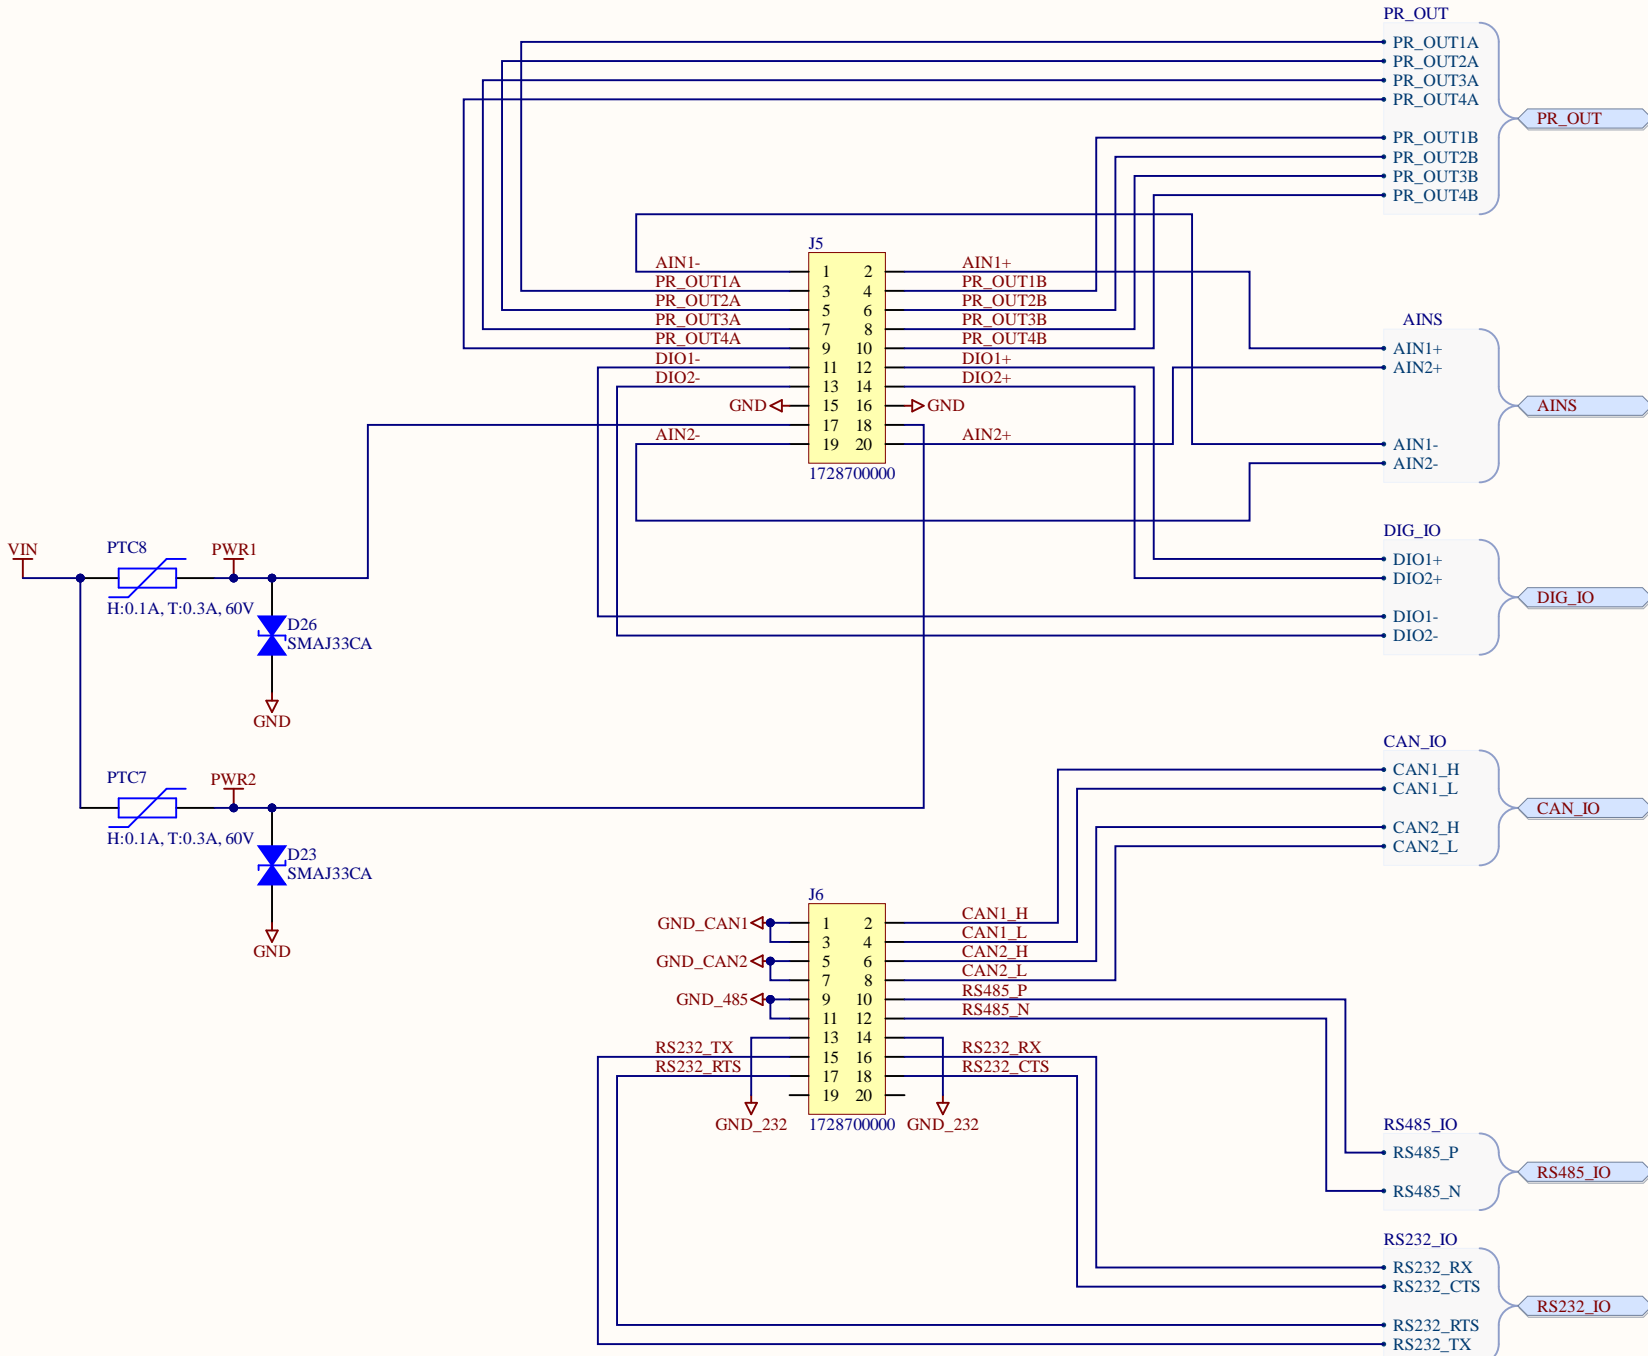 PR_OUT
PR_OUT1A
PR_OUT2A
PR_OUT3A
PR_OUT4A
PR_OUT
PR_OUT1B
PR_OUT2B
PR_OUT3B
PR_OUT4B
J5
AIN1- 1 2 AIN1+
PR_OUT1A 3 4 PR_OUT1B
PR_OUT2A 5 6 PR_OUT2B
PR_OUT3A 7 8 PR_OUT3B
PR_OUT4A 9 10 PR_OUT4B
DIO1- 11 12 DIO1+
DIO2- 13 14 DIO2+
GND 15 16 GND
17 18
AIN2- 19 20 AIN2+
1728700000
AINS
AIN1+
AIN2+
AINS
AIN1-
AIN2-
DIG_IO
DIO1+
DIO2+
DIG_IO
DIO1-
DIO2-
VIN
PTC8
PWR1
H:0.1A, T:0.3A, 60V
D26
SMAJ33CA
GND
PTC7
PWR2
H:0.1A, T:0.3A, 60V
D23
SMAJ33CA
GND
CAN_IO
CAN1_H
CAN1_L
CAN_IO
CAN2_H
CAN2_L
J6
GND_CAN1 1 2 CAN1_H
3 4 CAN1_L
GND_CAN2 5 6 CAN2_H
7 8 CAN2_L
GND_485 9 10 RS485_P
11 12 RS485_N
13 14
RS232_TX 15 16 RS232_RX
RS232_RTS 17 18 RS232_CTS
19 20
GND_232 1728700000 GND_232
RS485_IO
RS485_P
RS485_IO
RS485_N
RS232_IO
RS232_RX
RS232_CTS
RS232_IO
RS232_RTS
RS232_TX